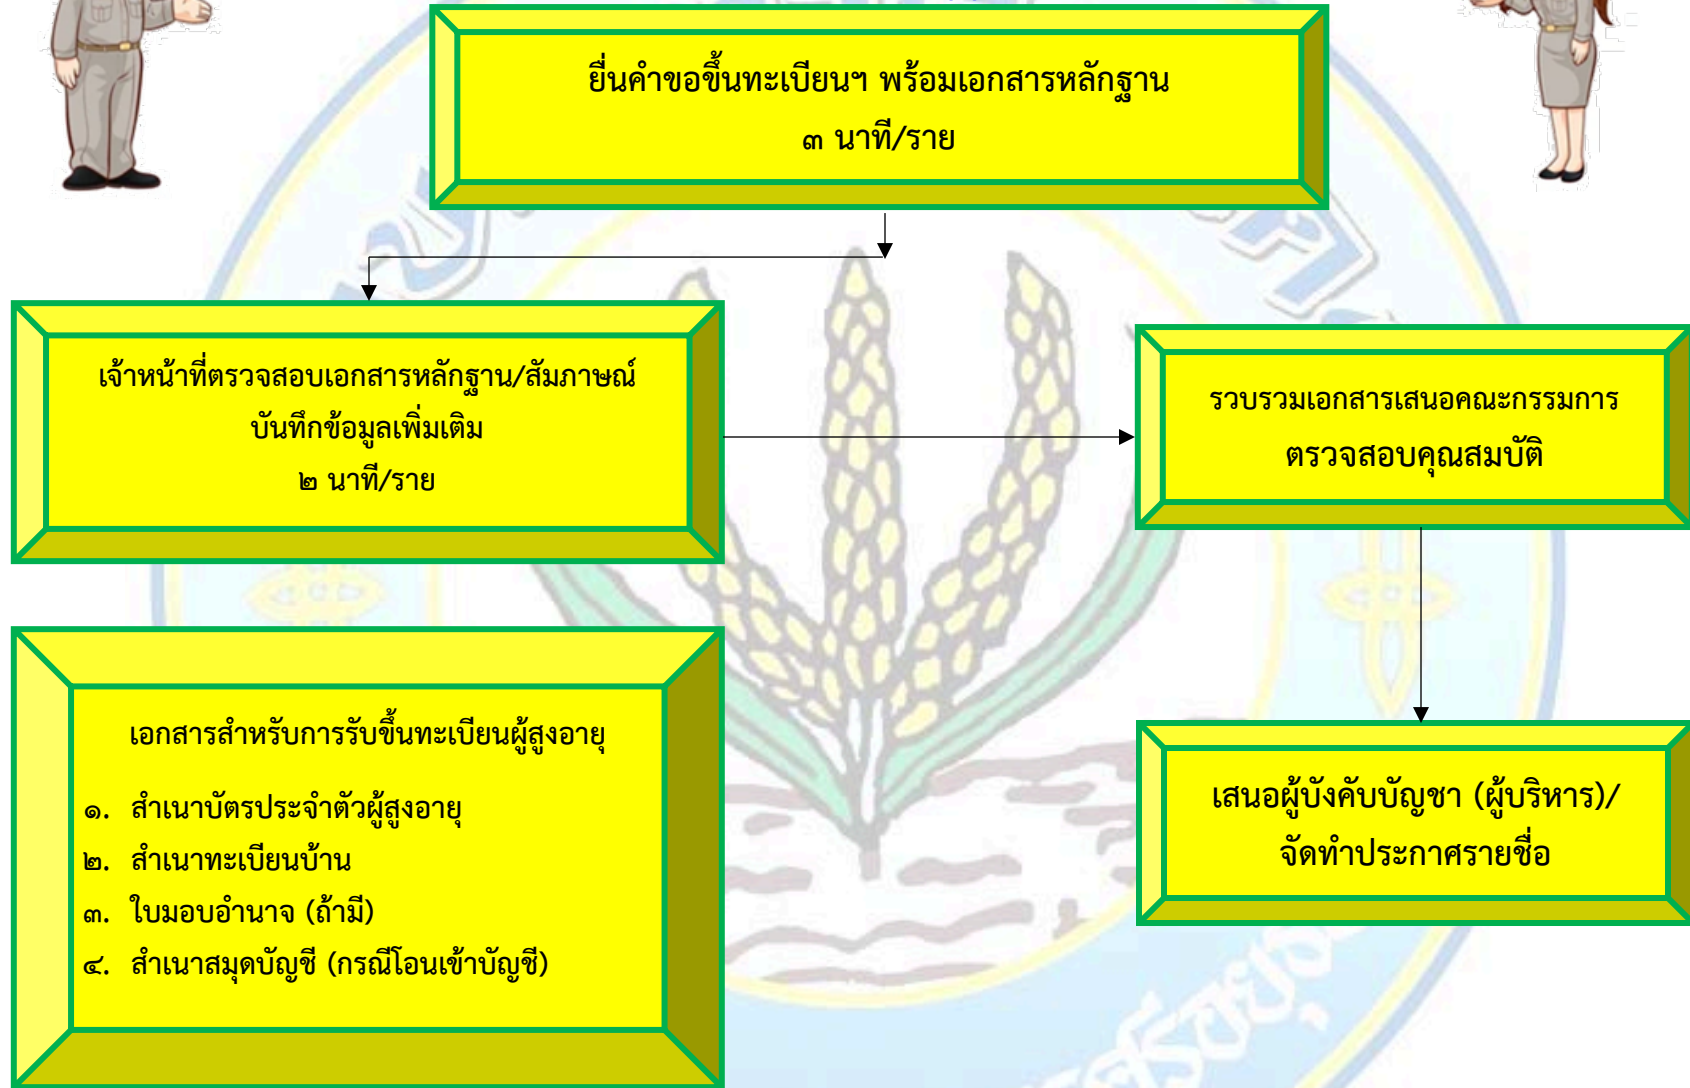 ยื่นคำขอขึ้นทะเบียนฯ พร้อมเอกสารหลักฐาน
๓ นาที/ราย
เจ้าหน้าที่ตรวจสอบเอกสารหลักฐาน/สัมภาษณ์
บันทึกข้อมูลเพิ่มเติม
๒ นาที/ราย
รวบรวมเอกสารเสนอคณะกรรมการ
ตรวจสอบคุณสมบัติ
เอกสารสำหรับการรับขึ้นทะเบียนผู้สูงอายุ
๑. สำเนาบัตรประจำตัวผู้สูงอายุ
๒. สำเนาทะเบียนบ้าน
๓. ใบมอบอำนาจ (ถ้ามี)
๔. สำเนาสมุดบัญชี (กรณีโอนเข้าบัญชี)
เสนอผู้บังคับบัญชา (ผู้บริหาร)/
จัดทำประกาศรายชื่อ